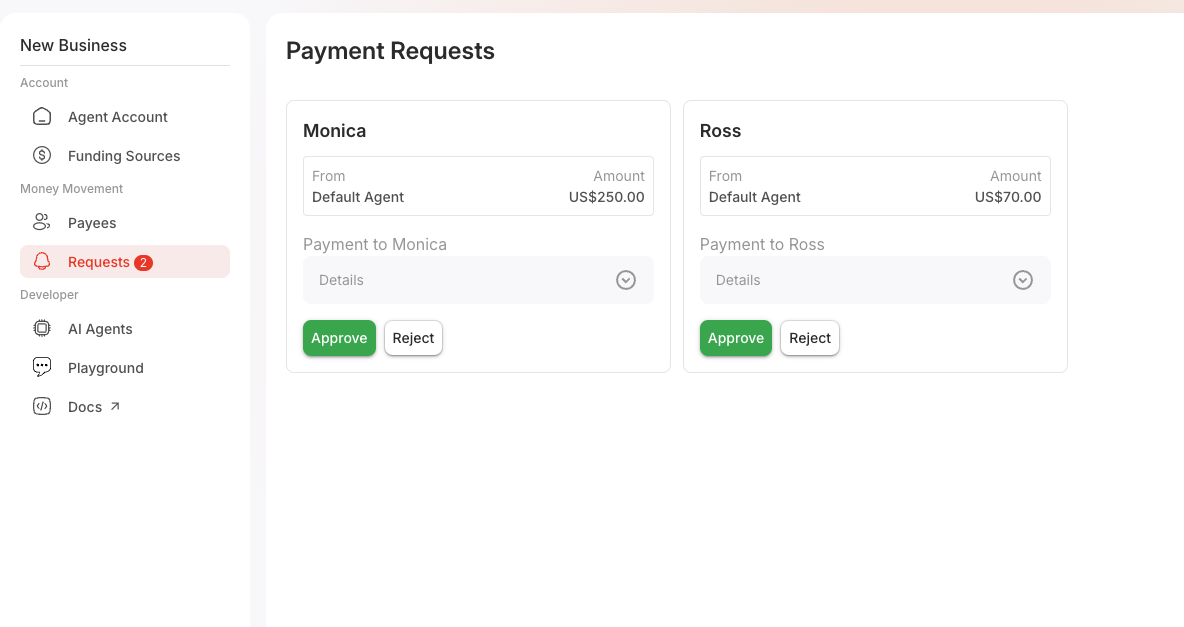 New Business
Account
Agent Account
Funding Sources
Money Movement
Payees
Requests 2
Developer
AI Agents
Playground
Docs
Payment Requests
Monica
From Amount
Default Agent US$250.00
Payment to Monica
Details
Approve Reject
Ross
From Amount
Default Agent US$70.00
Payment to Ross
Details
Approve Reject